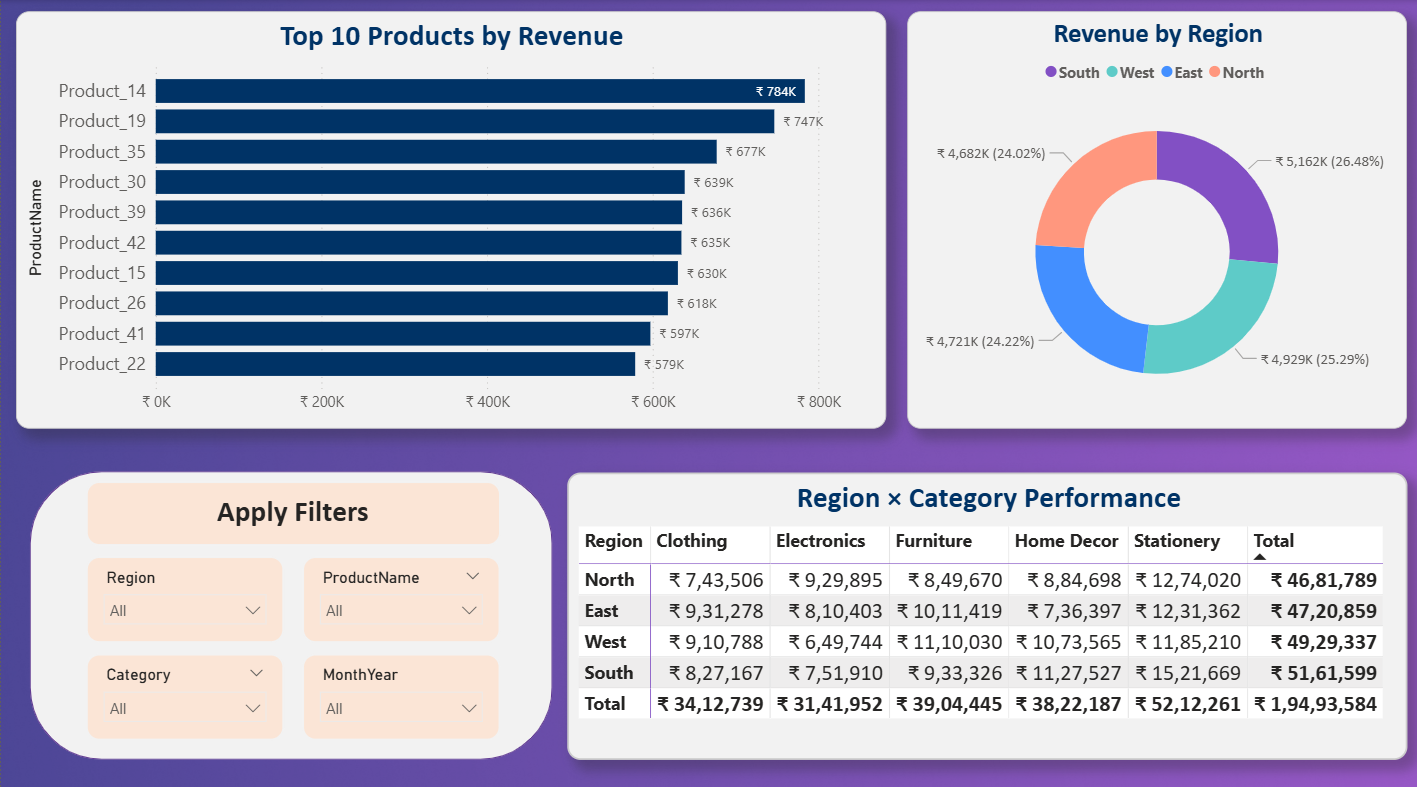 Top 10 Products by Revenue
ProductName
Product_14 ₹ 784K
Product_19 ₹ 747K
Product_35 ₹ 677K
Product_30 ₹ 639K
Product_39 ₹ 636K
Product_42 ₹ 635K
Product_15 ₹ 630K
Product_26 ₹ 618K
Product_41 ₹ 597K
Product_22 ₹ 579K
₹ 0K ₹ 200K ₹ 400K ₹ 600K ₹ 800K
Revenue by Region
South West East North
₹ 4,682K (24.02%)
₹ 5,162K (26.48%)
₹ 4,721K (24.22%)
₹ 4,929K (25.29%)
Apply Filters
Region
All
ProductName
All
Category
All
MonthYear
All
Region × Category Performance
Region Clothing Electronics Furniture Home Decor Stationery Total
North ₹ 7,43,506 ₹ 9,29,895 ₹ 8,49,670 ₹ 8,84,698 ₹ 12,74,020 ₹ 46,81,789
East ₹ 9,31,278 ₹ 8,10,403 ₹ 10,11,419 ₹ 7,36,397 ₹ 12,31,362 ₹ 47,20,859
West ₹ 9,10,788 ₹ 6,49,744 ₹ 11,10,030 ₹ 10,73,565 ₹ 11,85,210 ₹ 49,29,337
South ₹ 8,27,167 ₹ 7,51,910 ₹ 9,33,326 ₹ 11,27,527 ₹ 15,21,669 ₹ 51,61,599
Total ₹ 34,12,739 ₹ 31,41,952 ₹ 39,04,445 ₹ 38,22,187 ₹ 52,12,261 ₹ 1,94,93,584